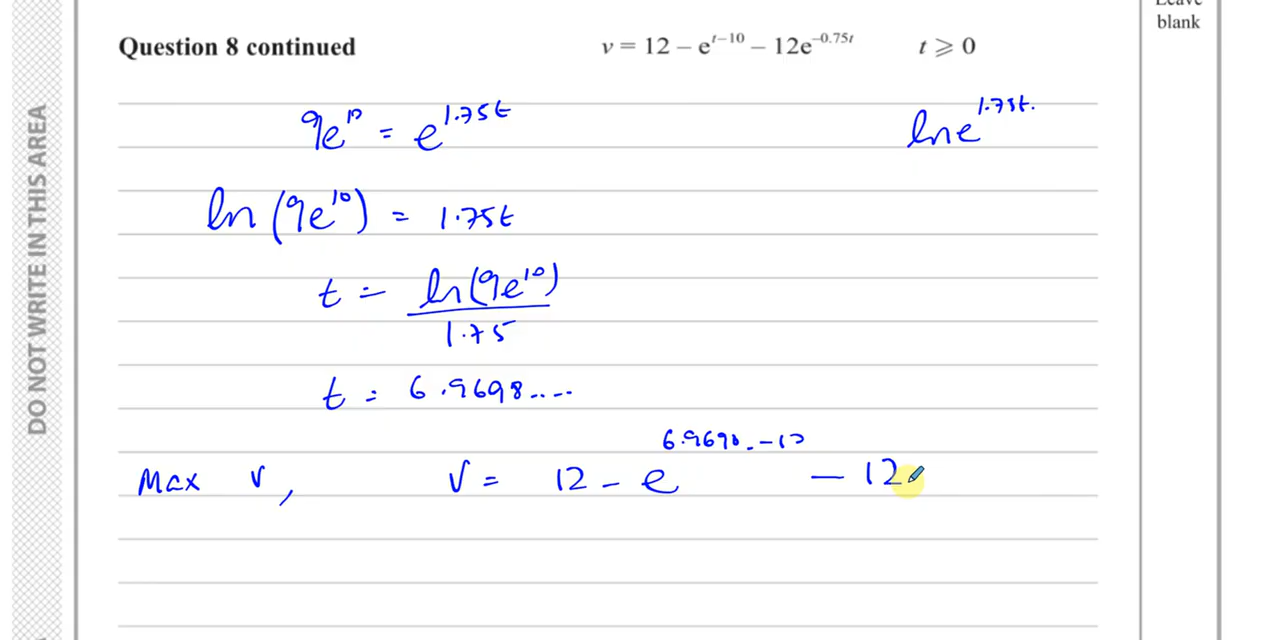 Leave
blank
Question 8 continued v = 12 − e^{t−10} − 12e^{−0.75t} t ⩾ 0
9e^{10} = e^{1.75t} ln e^{1.75t.}
ln (9e^{10}) = 1.75t
t = ln(9e^{10}) / 1.75
t = 6.9698....
Max v, v = 12 − e^{6.9698.. −10} − 12
DO NOT WRITE IN THIS AREA